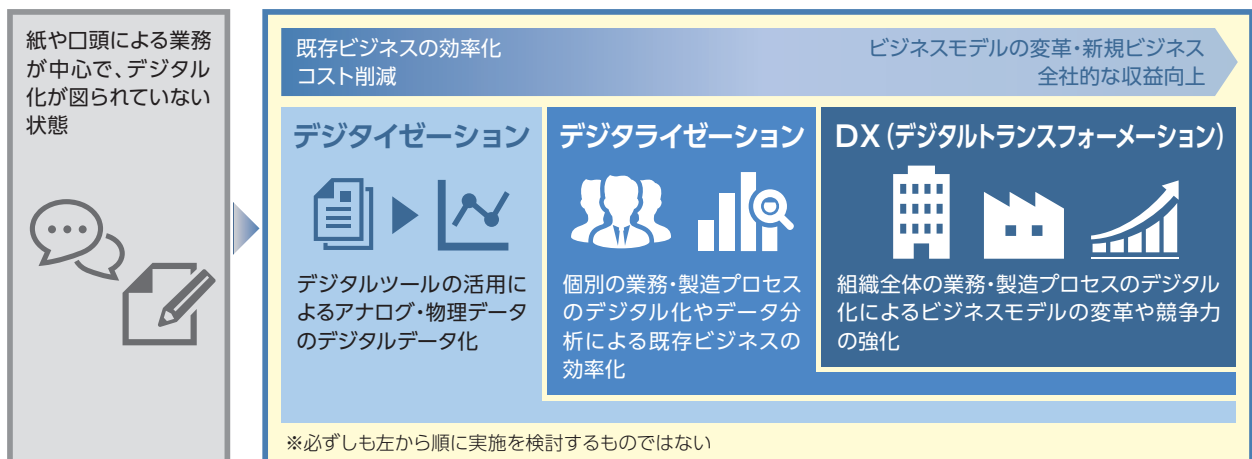 紙や口頭による業務
が中心で、デジタル
化が図られていない
状態
既存ビジネスの効率化
コスト削減
ビジネスモデルの変革・新規ビジネス
全社的な収益向上
デジタイゼーション
デジタルツールの活用に
よるアナログ・物理データ
のデジタルデータ化
デジタライゼーション
個別の業務・製造プロセス
のデジタル化やデータ分
析による既存ビジネスの
効率化
DX(デジタルトランスフォーメーション)
組織全体の業務・製造プロセスのデジタル
化によるビジネスモデルの変革や競争力
の強化
※必ずしも左から順に実施を検討するものではない